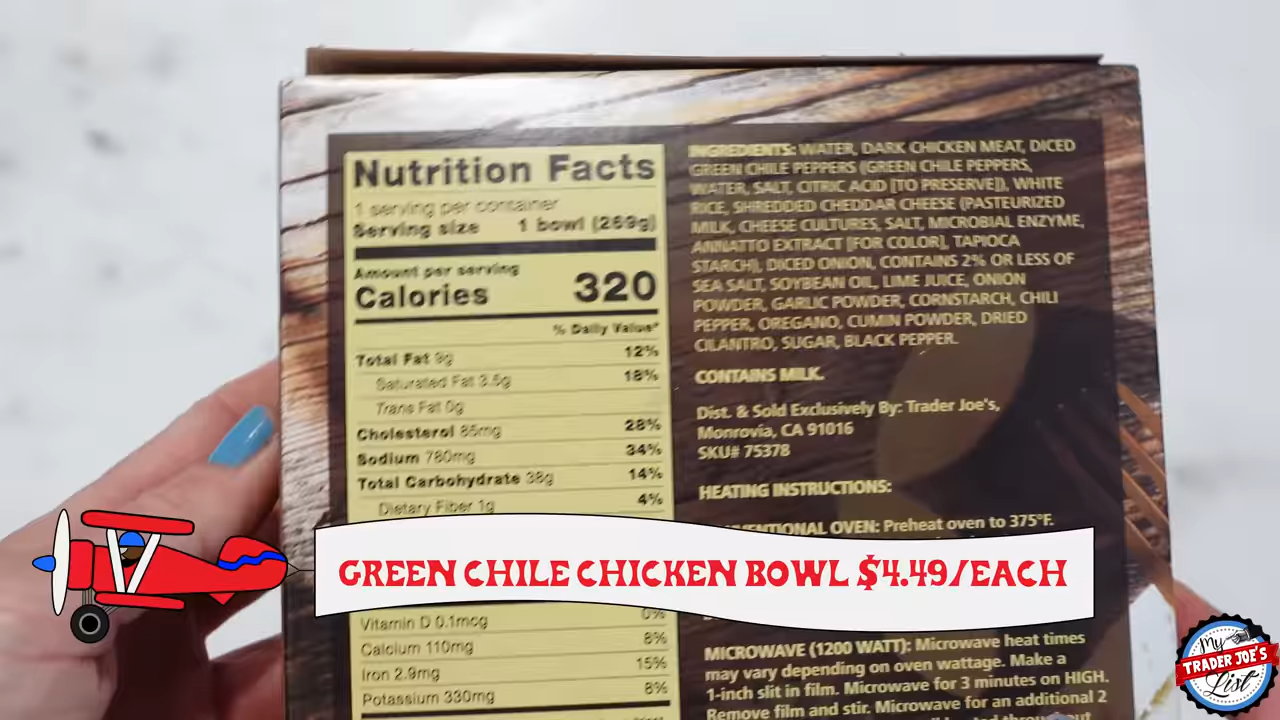 Nutrition Facts
1 serving per container
Serving size 1 bowl (269g)
Amount per serving
Calories 320
% Daily Value*
Total Fat 9g 12%
Saturated Fat 3.5g 18%
Trans Fat 0g
Cholesterol 85mg 28%
Sodium 780mg 34%
Total Carbohydrate 38g 14%
Dietary Fiber 1g 4%
Vitamin D 0.1mcg 0%
Calcium 110mg 8%
Iron 2.9mg 15%
Potassium 330mg 8%
INGREDIENTS: WATER, DARK CHICKEN MEAT, DICED
GREEN CHILE PEPPERS (GREEN CHILE PEPPERS,
WATER, SALT, CITRIC ACID [TO PRESERVE]), WHITE
RICE, SHREDDED CHEDDAR CHEESE (PASTEURIZED
MILK, CHEESE CULTURES, SALT, MICROBIAL ENZYME,
ANNATTO EXTRACT [FOR COLOR], TAPIOCA
STARCH), DICED ONION, CONTAINS 2% OR LESS OF
SEA SALT, SOYBEAN OIL, LIME JUICE, ONION
POWDER, GARLIC POWDER, CORNSTARCH, CHILI
PEPPER, OREGANO, CUMIN POWDER, DRIED
CILANTRO, SUGAR, BLACK PEPPER.
CONTAINS MILK.
Dist. & Sold Exclusively By: Trader Joe's,
Monrovia, CA 91016
SKU# 75378
HEATING INSTRUCTIONS:
OVEN: Preheat oven to 375°F.
GREEN CHILE CHICKEN BOWL $4.49/EACH
MICROWAVE (1200 WATT): Microwave heat times
may vary depending on oven wattage. Make a
1-inch slit in film. Microwave for 3 minutes on HIGH.
Remove film and stir. Microwave for an additional 2
My
TRADER JOE'S
List